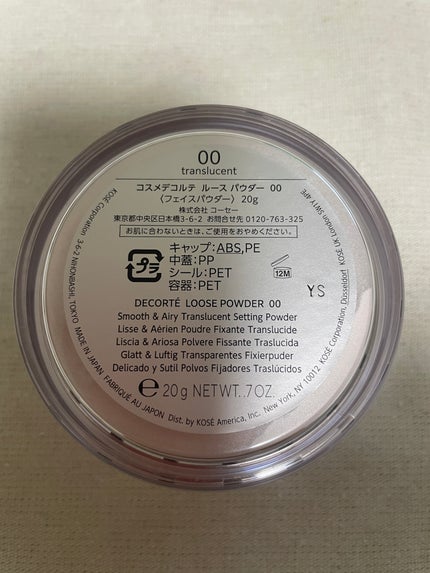 00
translucent
コスメデコルテ ルース パウダー 00
〈フェイスパウダー〉 20g
株式会社 コーセー
東京都中央区日本橋3-6-2 お問合せ先 0120-763-325
お肌に合わないときは、ご使用をおやめください。
キャップ:ABS,PE
中蓋:PP
シール:PET
容器:PET
プラ
12M
YS
DECORTÉ LOOSE POWDER 00
Smooth & Airy Translucent Setting Powder
Lisse & Aérien Poudre Fixante Translucide
Liscia & Ariosa Polvere Fissante Traslucida
Glatt & Luftig Transparentes Fixierpuder
Delicado y Sutil Polvos Fijadores Traslúcidos
℮ 20g NETWT. .7OZ.
KOSÉ Corporation 3-6-2 NIHONBASHI, TOKYO MADE IN JAPAN FABRIQUÉ AU JAPON Dist. by KOSÉ America, Inc. New York, NY 10012 KOSÉ Corporation, Düsseldorf KOSÉ UK, London SW1Y 4PE